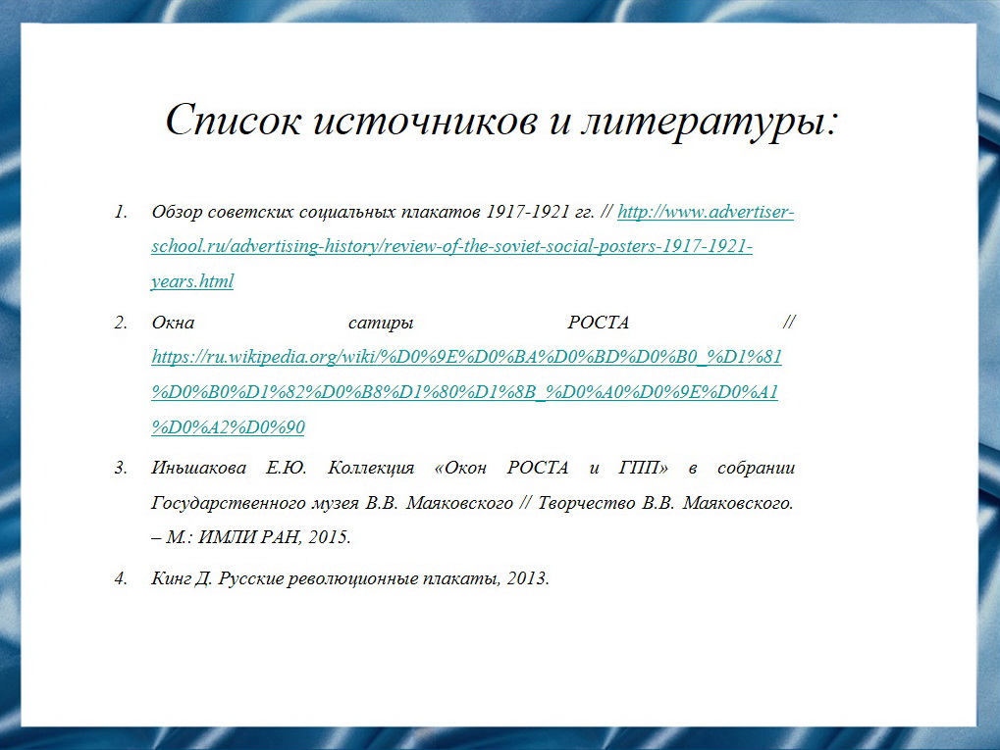 Список источников и литературы:
1. Обзор советских социальных плакатов 1917-1921 гг. // http://www.advertiser-
school.ru/advertising-history/review-of-the-soviet-social-posters-1917-1921-
years.html
2. Окна сатиры РОСТА //
https://ru.wikipedia.org/wiki/%D0%9E%D0%BA%D0%BD%D0%B0_%D1%81
%D0%B0%D1%82%D0%B8%D1%80%D1%8B_%D0%A0%D0%9E%D0%A1
%D0%A2%D0%90
3. Иньшакова Е.Ю. Коллекция «Окон РОСТА и ГПП» в собрании
Государственного музея В.В. Маяковского // Творчество В.В. Маяковского.
– М.: ИМЛИ РАН, 2015.
4. Кинг Д. Русские революционные плакаты, 2013.